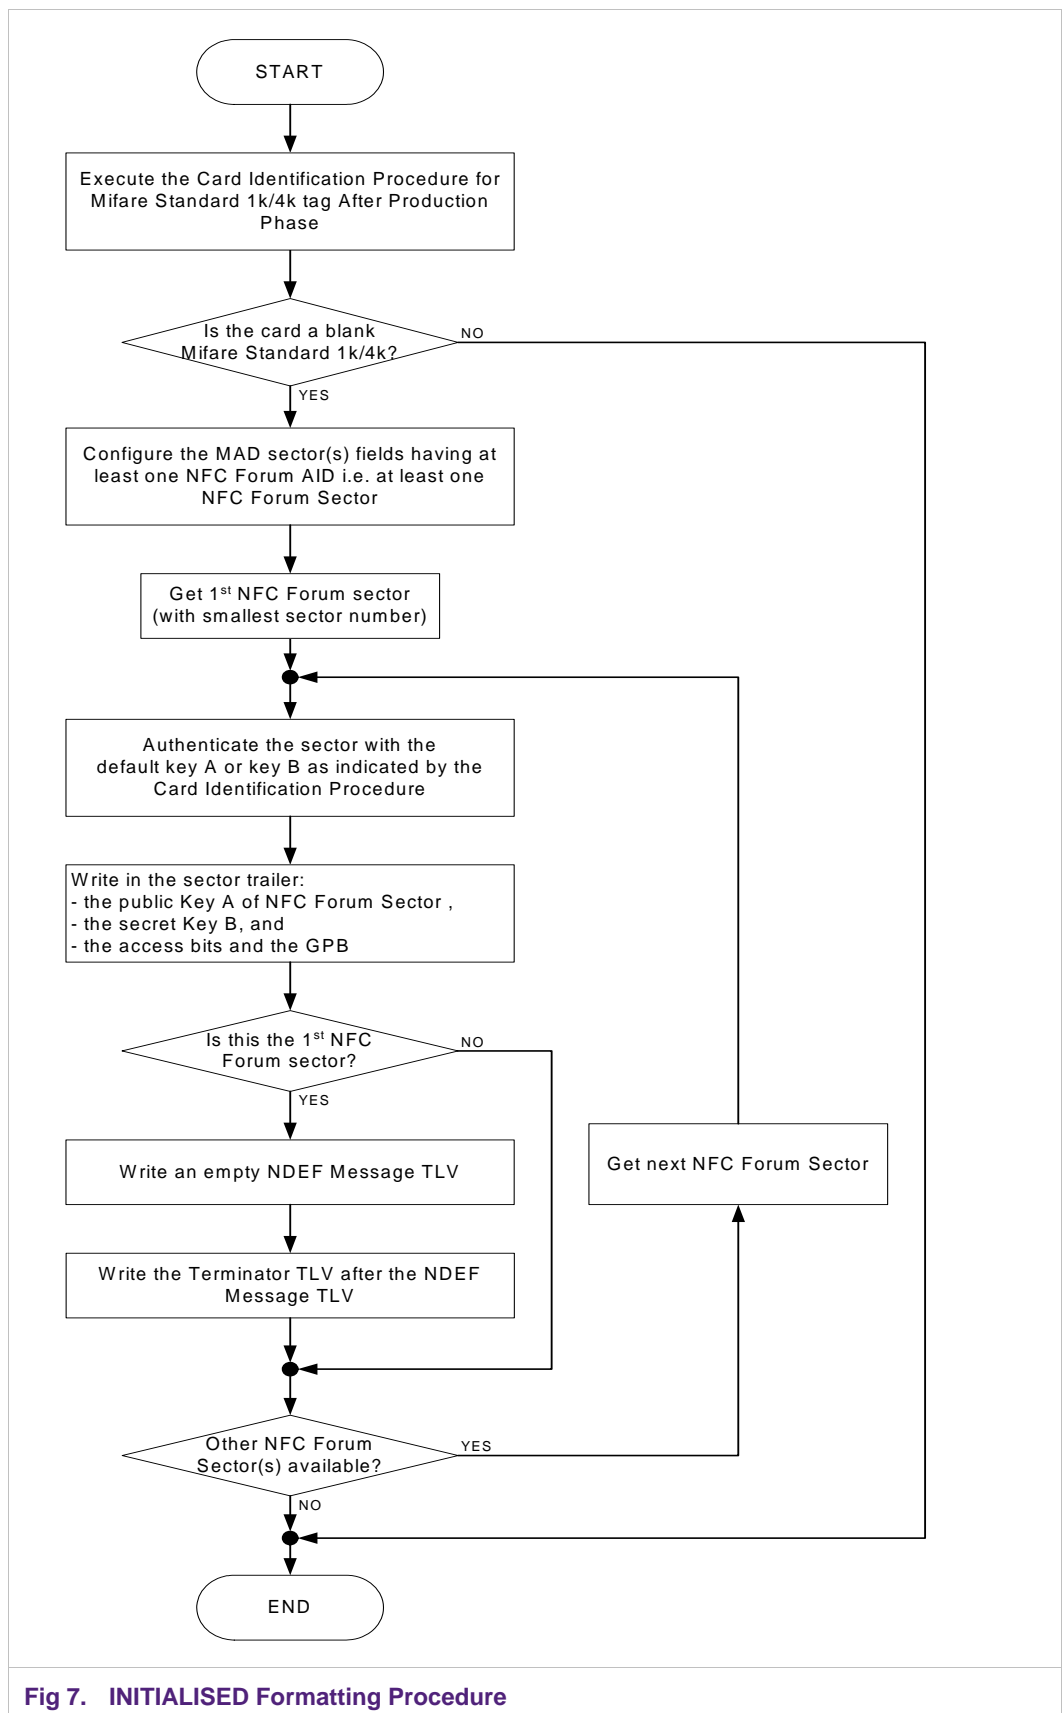 START
Execute the Card Identification Procedure for
Mifare Standard 1k/4k tag After Production
Phase
Is the card a blank
Mifare Standard 1k/4k?
NO
YES
Configure the MAD sector(s) fields having at
least one NFC Forum AID i.e. at least one
NFC Forum Sector
Get 1st NFC Forum sector
(with smallest sector number)
Authenticate the sector with the
default key A or key B as indicated by the
Card Identification Procedure
Write in the sector trailer:
- the public Key A of NFC Forum Sector ,
- the secret Key B, and
- the access bits and the GPB
Is this the 1st NFC
Forum sector?
NO
YES
Write an empty NDEF Message TLV
Get next NFC Forum Sector
Write the Terminator TLV after the NDEF
Message TLV
Other NFC Forum
Sector(s) available?
YES
NO
END
Fig 7. INITIALISED Formatting Procedure